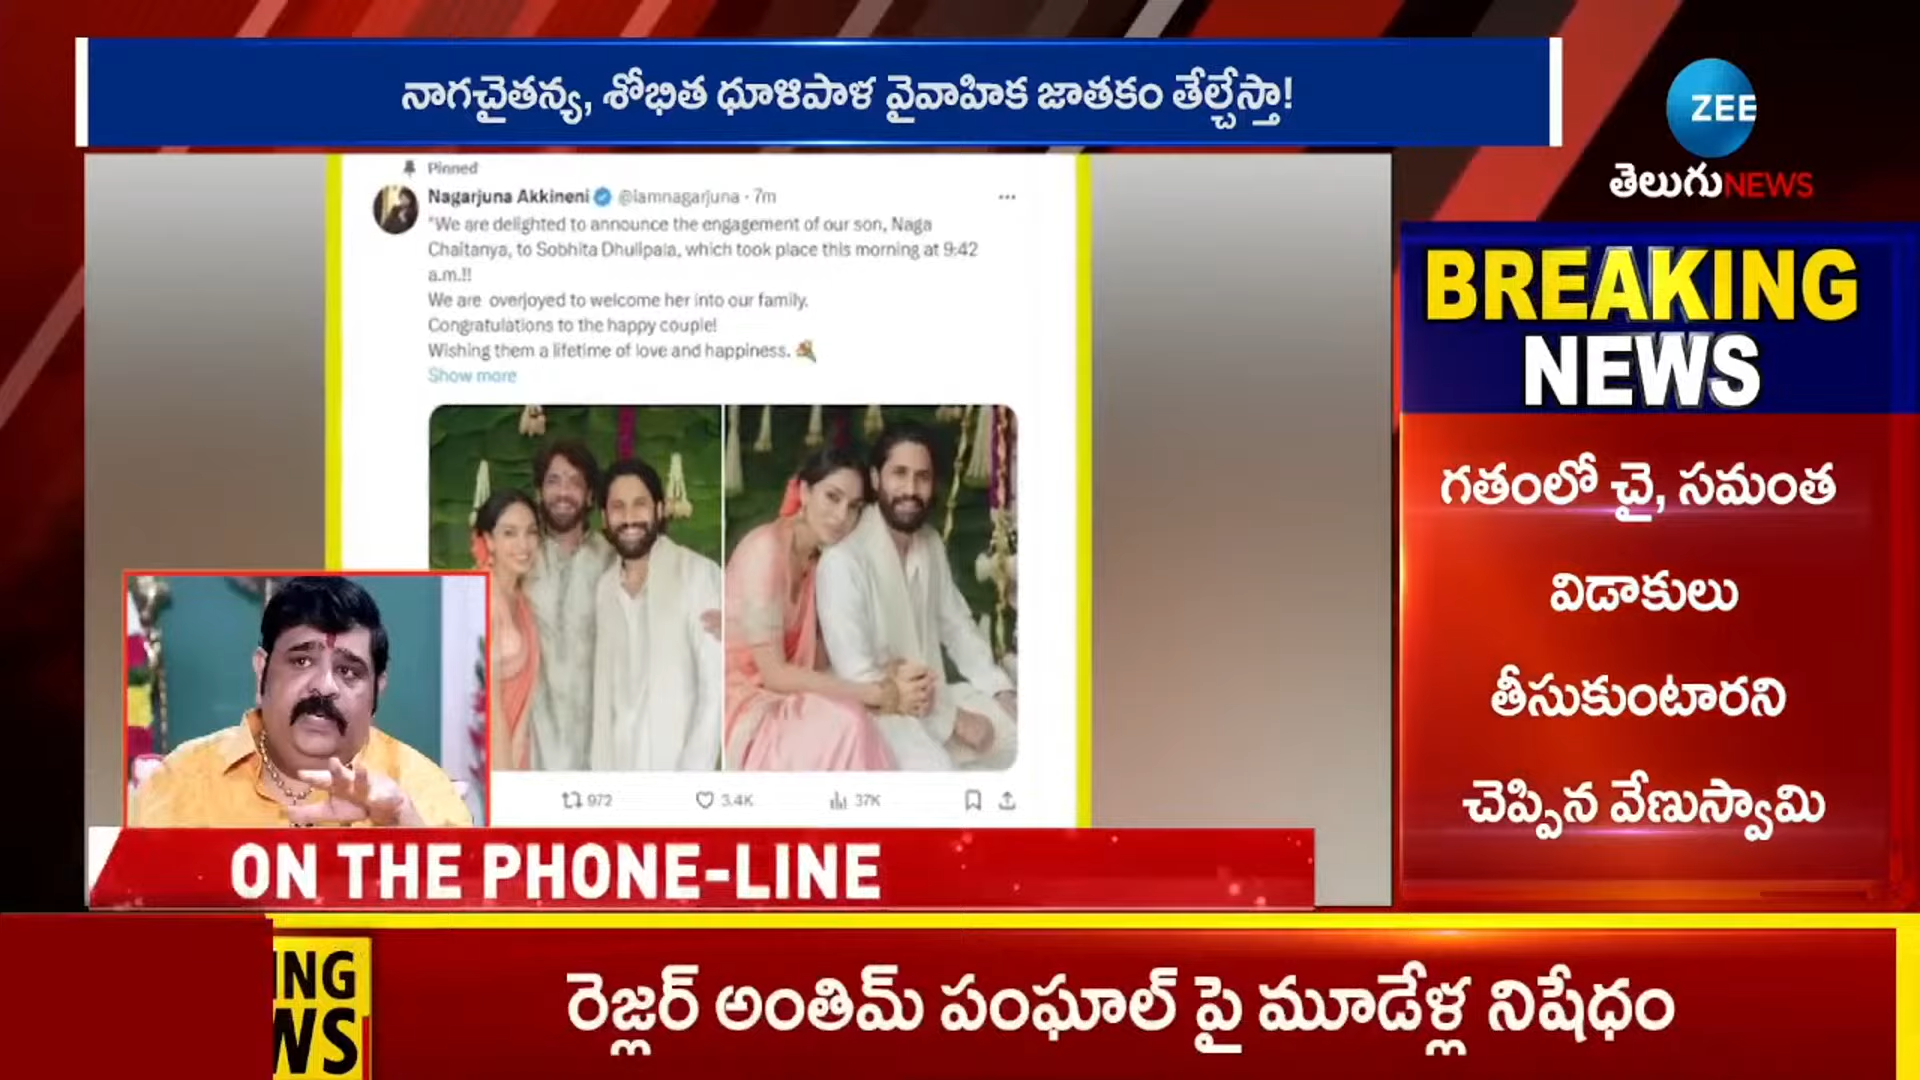 నాగచైతన్య, శోభిత ధూళిపాళ వైవాహిక జాతకం తేల్చేస్తా!
ZEE
తెలుగు NEWS
Pinned
Nagarjuna Akkineni @iamnagarjuna · 7m
"We are delighted to announce the engagement of our son, Naga
Chaitanya, to Sobhita Dhulipala, which took place this morning at 9:42
a.m.!!
We are overjoyed to welcome her into our family.
Congratulations to the happy couple!
Wishing them a lifetime of love and happiness. 💐
Show more
972 3.4K 37K
BREAKING
NEWS
గతంలో చై, సమంత
విడాకులు
తీసుకుంటారని
చెప్పిన వేణుస్వామి
ON THE PHONE-LINE
ING
WS
రెజ్లర్ అంతిమ్ పంఘాల్ పై మూడేళ్ల నిషేధం